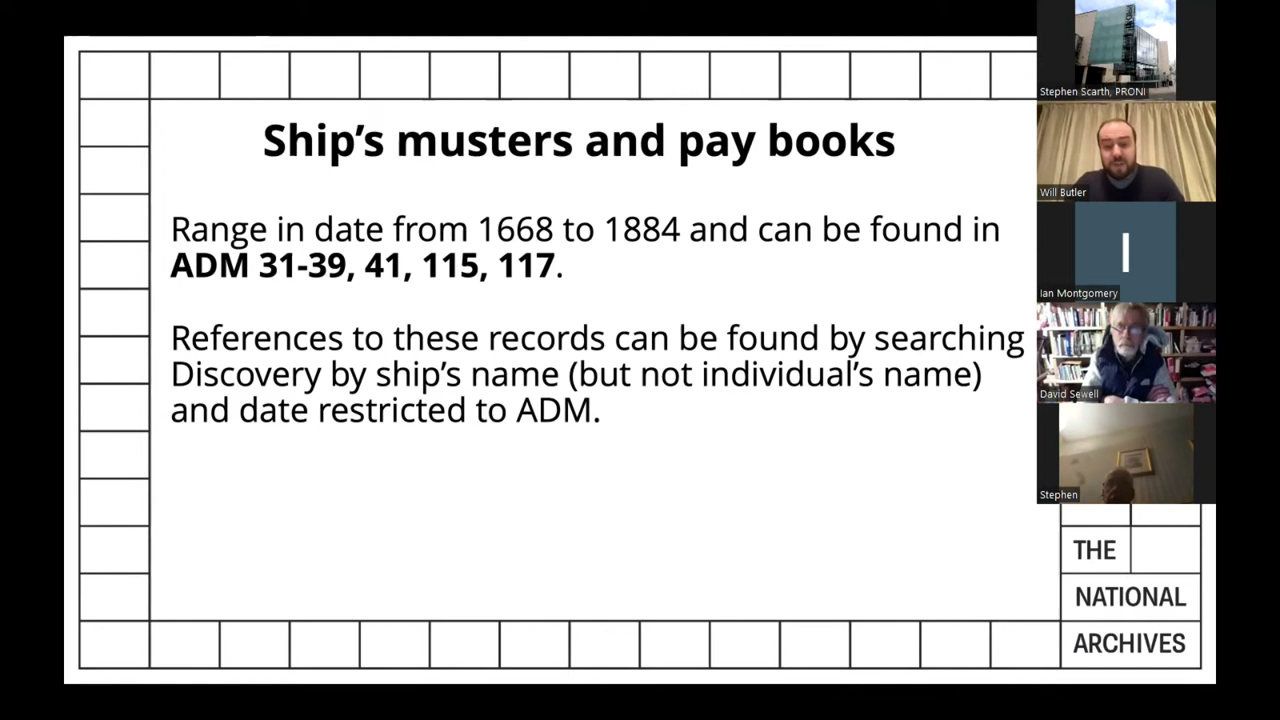 Ship’s musters and pay books
Range in date from 1668 to 1884 and can be found in
ADM 31-39, 41, 115, 117.
References to these records can be found by searching
Discovery by ship’s name (but not individual’s name)
and date restricted to ADM.
Stephen Scarth, PRONI
Will Butler
I
Ian Montgomery
David Sewell
Stephen
THE
NATIONAL
ARCHIVES